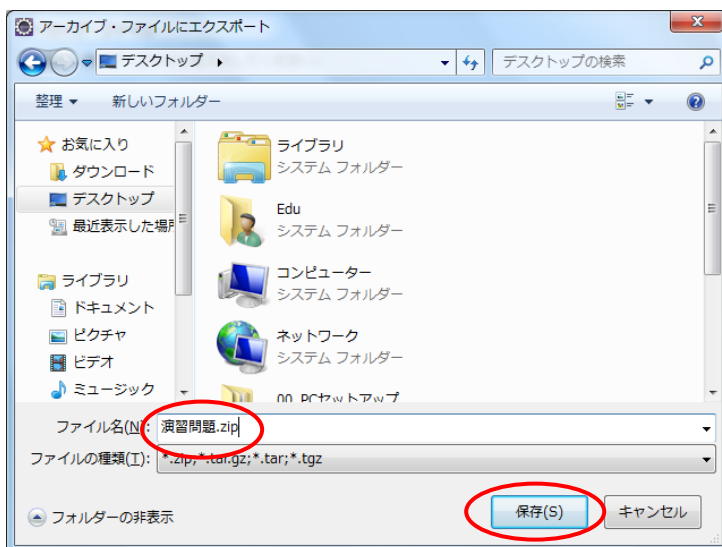 アーカイブ・ファイルにエクスポート
デスクトップ
デスクトップの検索
整理
新しいフォルダー
お気に入り
ダウンロード
デスクトップ
最近表示した場所
ライブラリ
ドキュメント
ピクチャ
ビデオ
ミュージック
ライブラリ
システム フォルダー
Edu
システム フォルダー
コンピューター
システム フォルダー
ネットワーク
システム フォルダー
00_PCセットアップ
ファイル名(N): 演習問題.zip
ファイルの種類(T): *.zip;*.tar.gz;*.tar;*.tgz
フォルダーの非表示
保存(S)
キャンセル